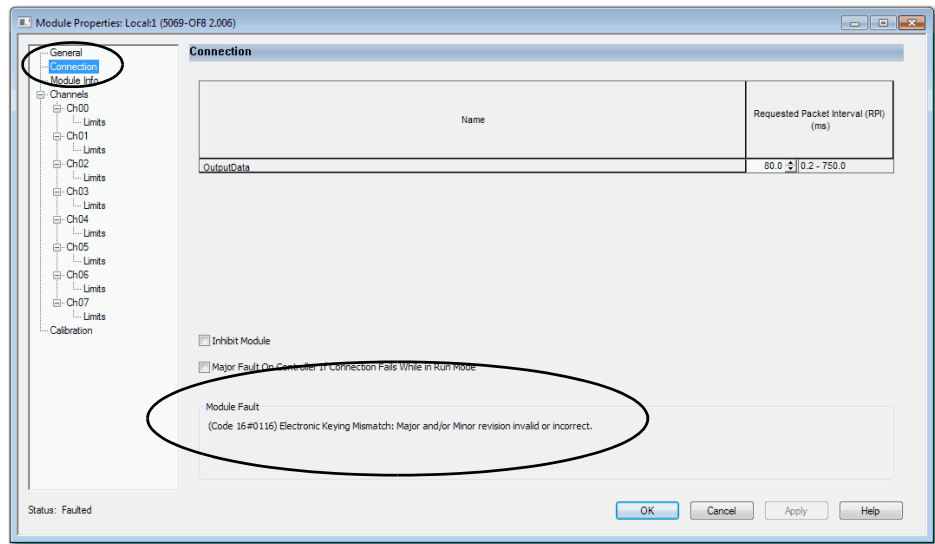 Module Properties: Local:1 (5069-OF8 2.006)
General
Connection
Module Info
Channels
Ch00
Limits
Ch01
Limits
Ch02
Limits
Ch03
Limits
Ch04
Limits
Ch05
Limits
Ch06
Limits
Ch07
Limits
Calibration
Connection
Name
Requested Packet Interval (RPI)
(ms)
OutputData 80.0 0.2 - 750.0
Inhibit Module
Major Fault On Controller If Connection Fails While in Run Mode
Module Fault
(Code 16#0116) Electronic Keying Mismatch: Major and/or Minor revision invalid or incorrect.
Status: Faulted
OK Cancel Apply Help